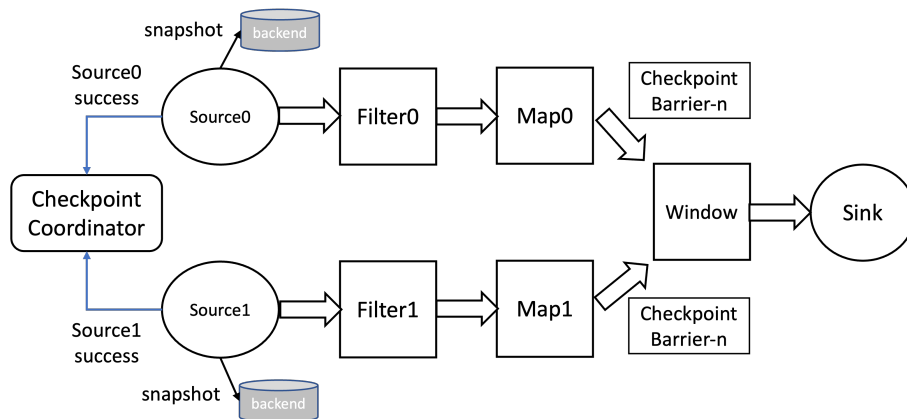 snapshot
backend
Source0
success
Source0
Filter0
Map0
Checkpoint
Barrier-n
Checkpoint
Coordinator
Window
Sink
Source1
Filter1
Map1
Checkpoint
Barrier-n
Source1
success
snapshot
backend